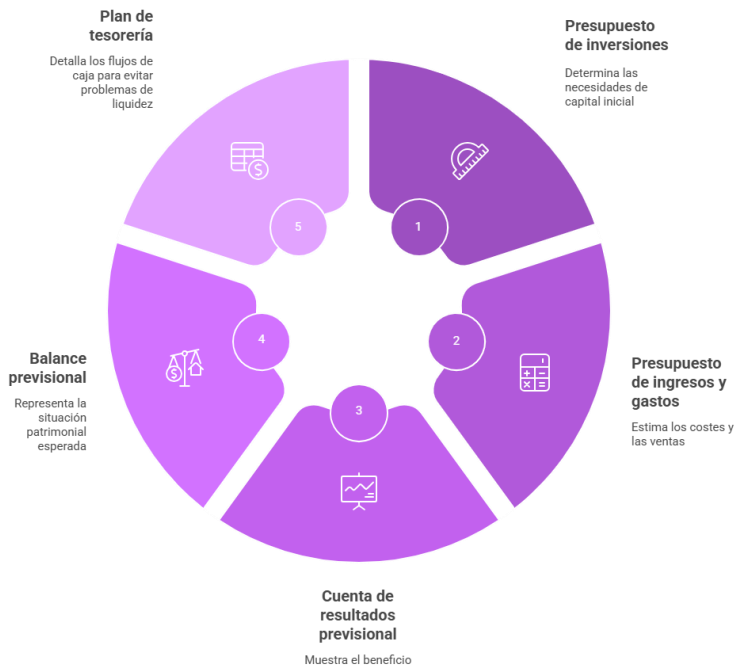 Plan de
tesorería
Detalla los flujos de
caja para evitar
problemas de
liquidez
Presupuesto
de inversiones
Determina las
necesidades de
capital inicial
5
1
4
2
3
Balance
previsional
Representa la
situación
patrimonial
esperada
Presupuesto
de ingresos y
gastos
Estima los costes y
las ventas
Cuenta de
resultados
previsional
Muestra el beneficio